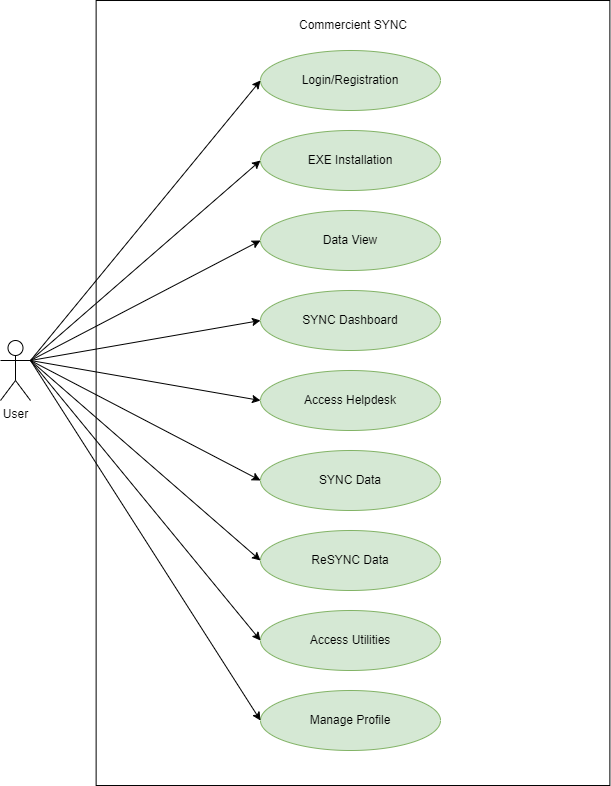 Commercient SYNC
Login/Registration
EXE Installation
Data View
SYNC Dashboard
Access Helpdesk
User
SYNC Data
ReSYNC Data
Access Utilities
Manage Profile